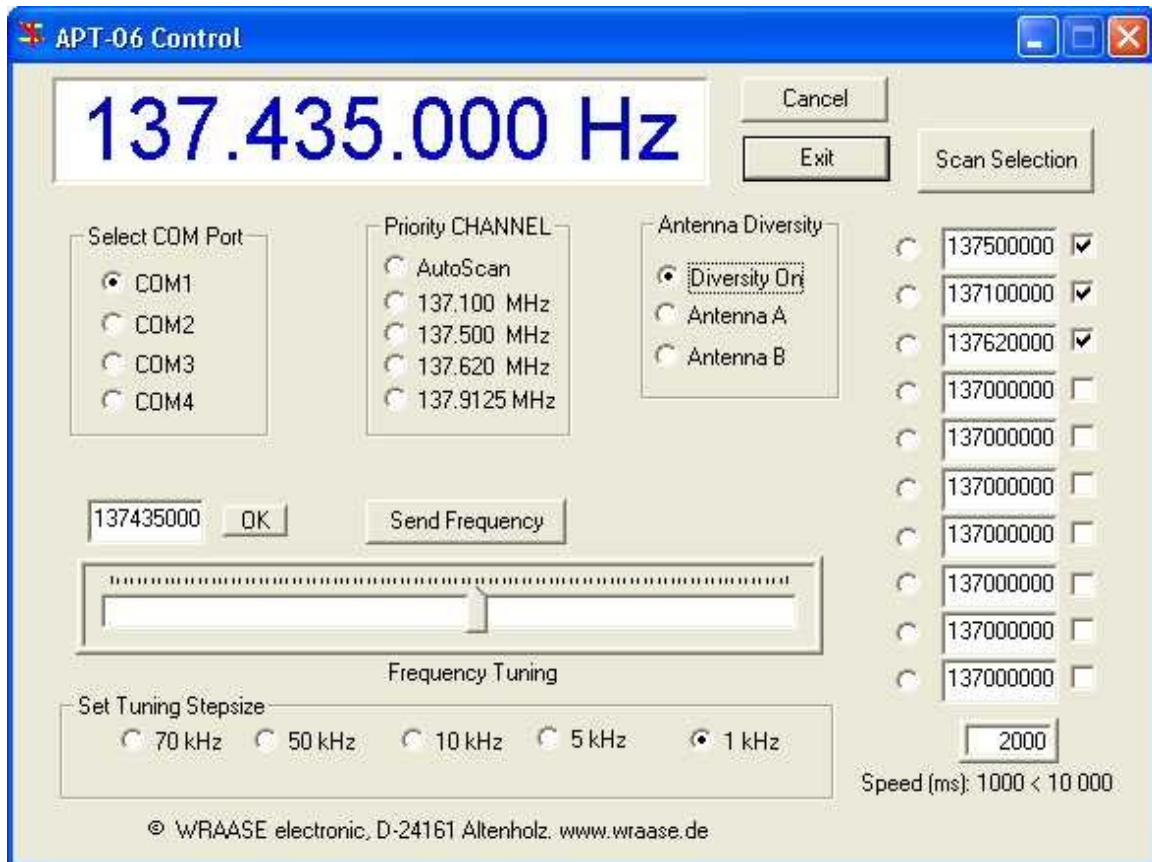 APT-06 Control
137.435.000 Hz
Cancel
Exit
Scan Selection
Select COM Port
COM1
COM2
COM3
COM4
Priority CHANNEL
AutoScan
137.100 MHz
137.500 MHz
137.620 MHz
137.9125 MHz
Antenna Diversity
Diversity On
Antenna A
Antenna B
137500000
137100000
137620000
137000000
137000000
137000000
137000000
137000000
137000000
137000000
137435000
OK
Send Frequency
Frequency Tuning
Set Tuning Stepsize
70 kHz
50 kHz
10 kHz
5 kHz
1 kHz
2000
Speed (ms): 1000 < 10 000
© WRAASE electronic, D-24161 Altenholz. www.wraase.de